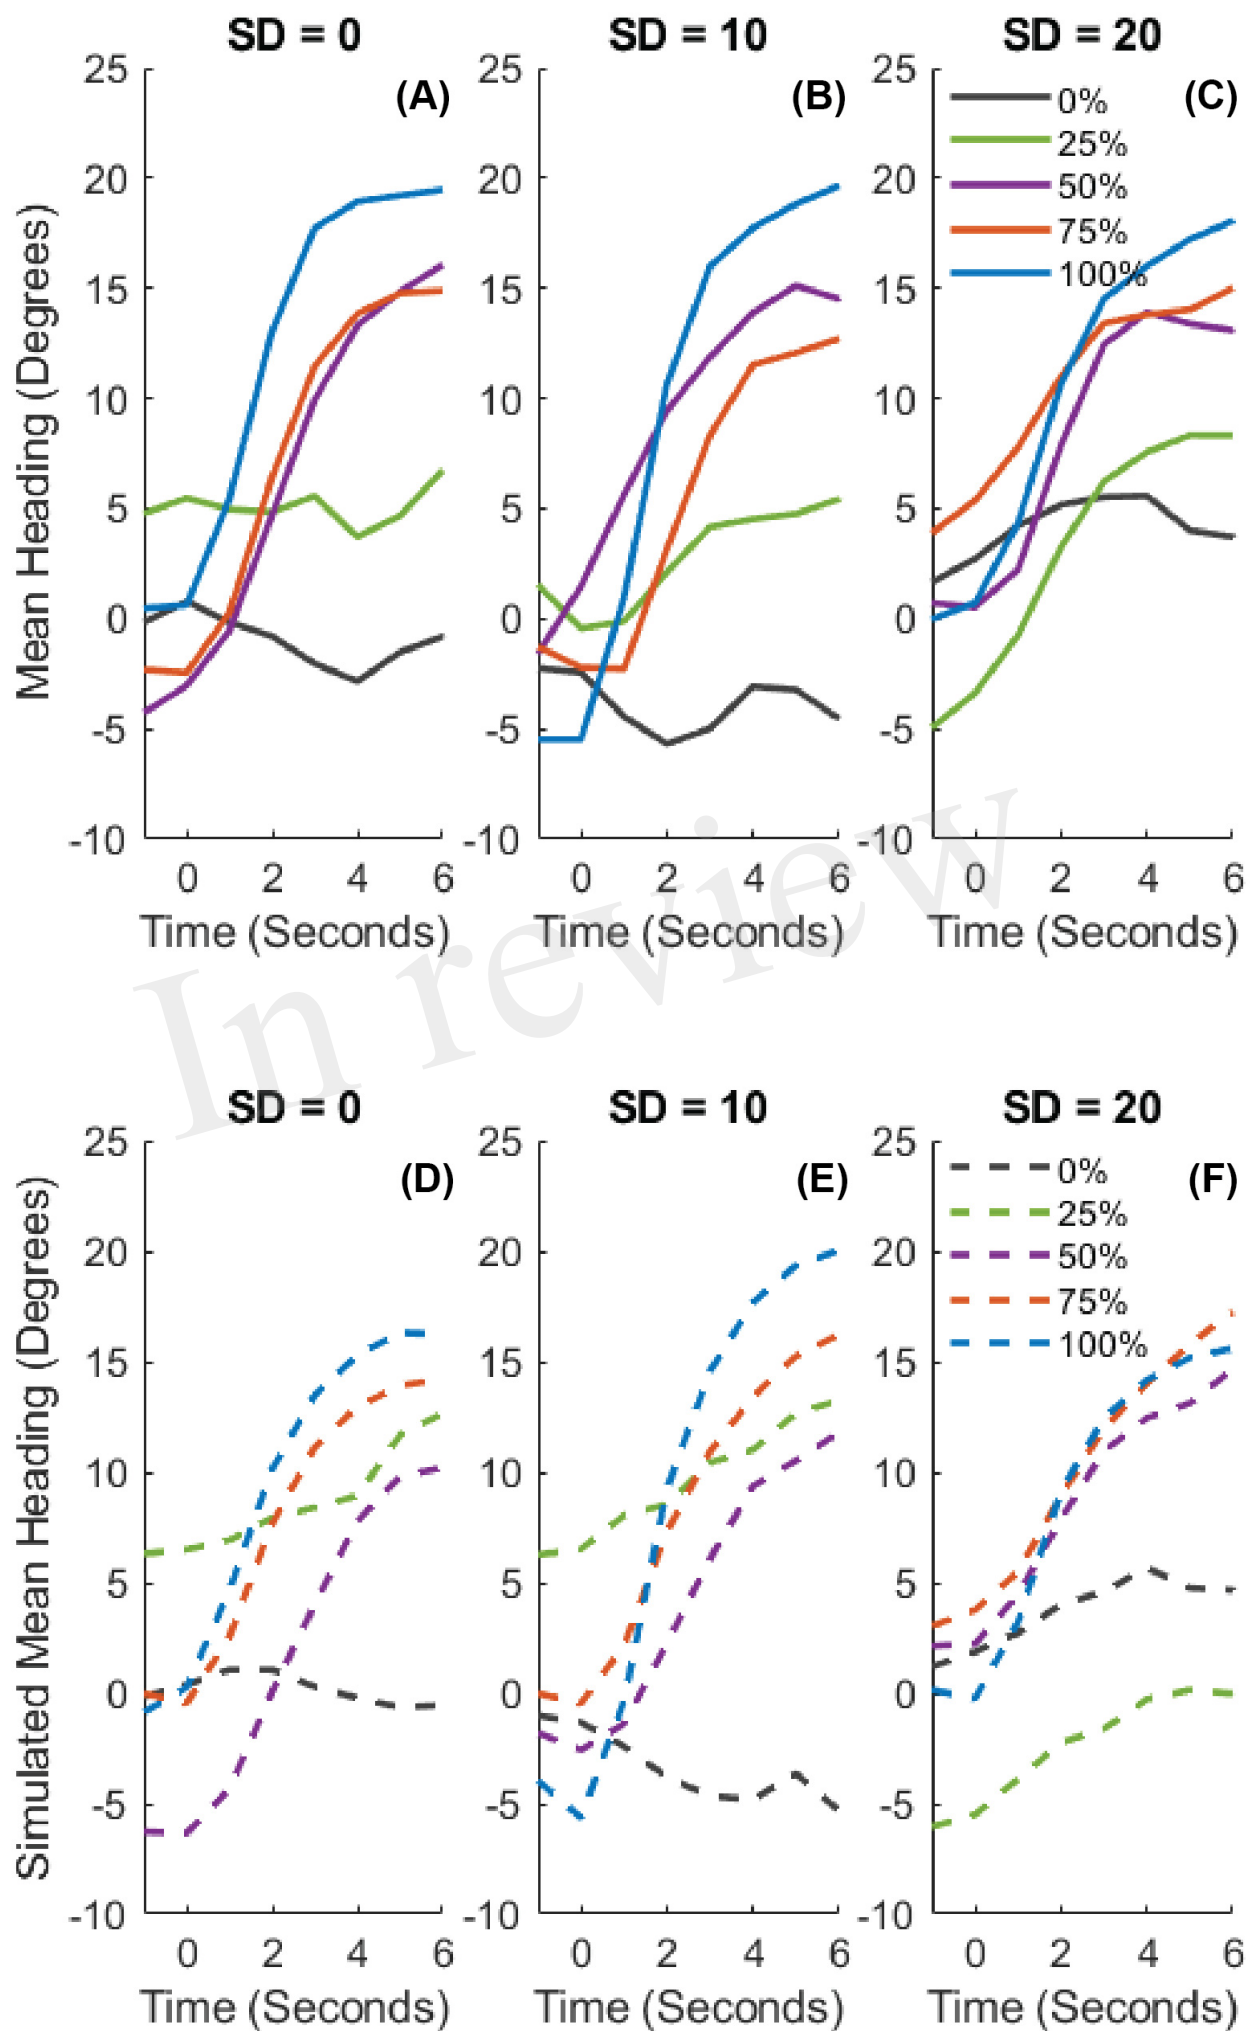 SD = 0 SD = 10 SD = 20
(A) (B) (C)
0%
25%
50%
75%
100%
Mean Heading (Degrees)
25 20 15 10 5 0 -5 -10
25 20 15 10 5 0 -5 -10
25 20 15 10 5 0 -5 -10
0 2 4 6 0 2 4 6 0 2 4 6
Time (Seconds) Time (Seconds) Time (Seconds)
In review
SD = 0 SD = 10 SD = 20
(D) (E) (F)
0%
25%
50%
75%
100%
Simulated Mean Heading (Degrees)
25 20 15 10 5 0 -5 -10
25 20 15 10 5 0 -5 -10
25 20 15 10 5 0 -5 -10
0 2 4 6 0 2 4 6 0 2 4 6
Time (Seconds) Time (Seconds) Time (Seconds)